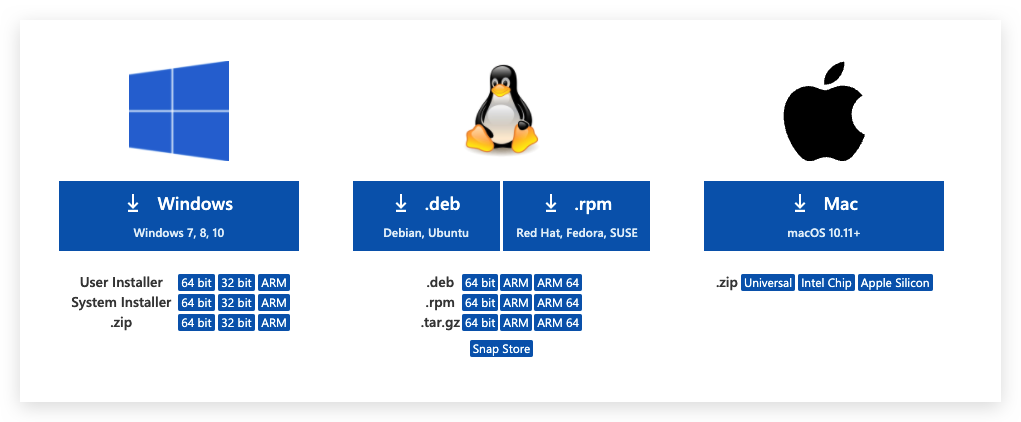 Windows
Windows 7, 8, 10
User Installer 64 bit 32 bit ARM
System Installer 64 bit 32 bit ARM
.zip 64 bit 32 bit ARM
.deb
Debian, Ubuntu
.rpm
Red Hat, Fedora, SUSE
.deb 64 bit ARM ARM 64
.rpm 64 bit ARM ARM 64
.tar.gz 64 bit ARM ARM 64
Snap Store
Mac
macOS 10.11+
.zip Universal Intel Chip Apple Silicon